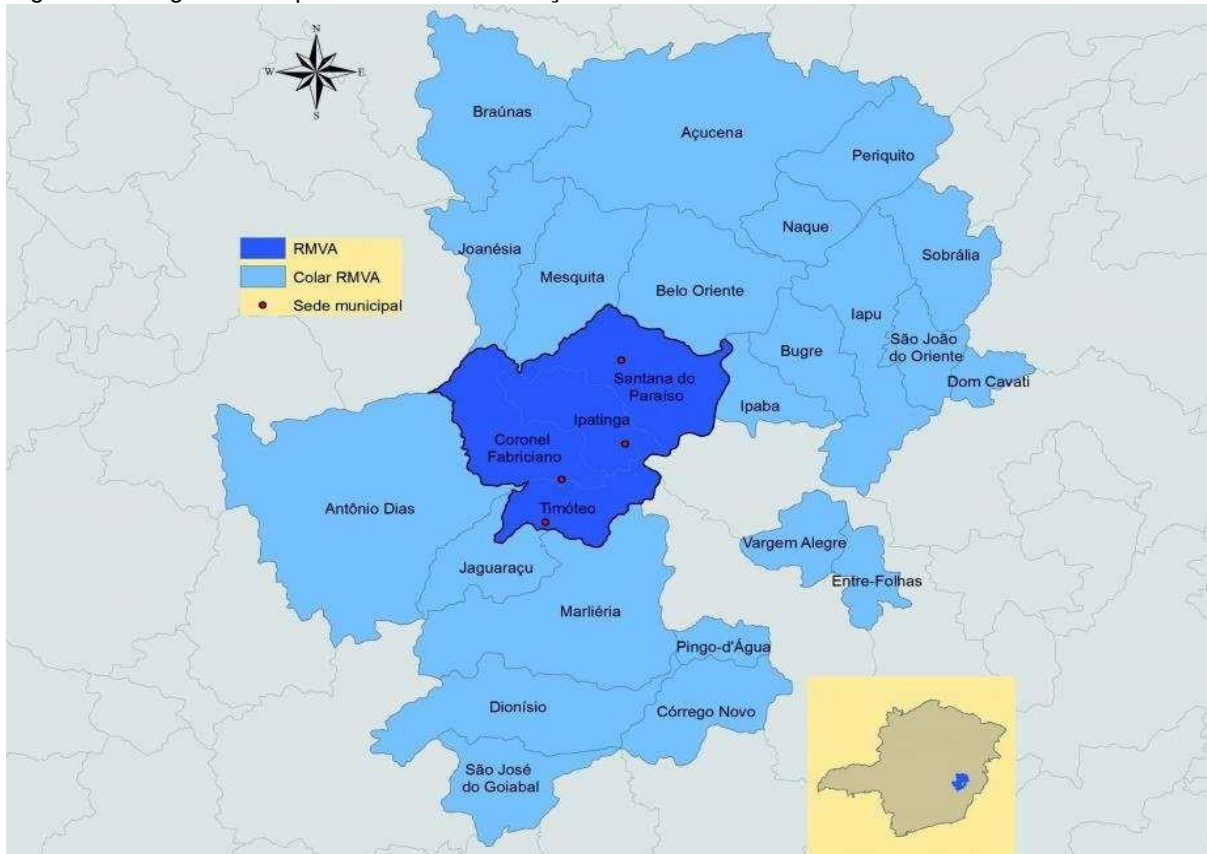 N
W
E
S
Braúnas
Açucena
Periquito
Naque
Joanésia
Sobrália
RMVA
Colar RMVA
Sede municipal
Mesquita
Belo Oriente
Iapu
Bugre
São João
do Oriente
Dom Cavati
Santana do
Paraíso
Ipaba
Ipatinga
Coronel
Fabriciano
Antônio Dias
Timóteo
Vargem Alegre
Entre-Folhas
Jaguaraçu
Marliéria
Pingo-d'Água
Dionísio
Córrego Novo
São José
do Goiabal